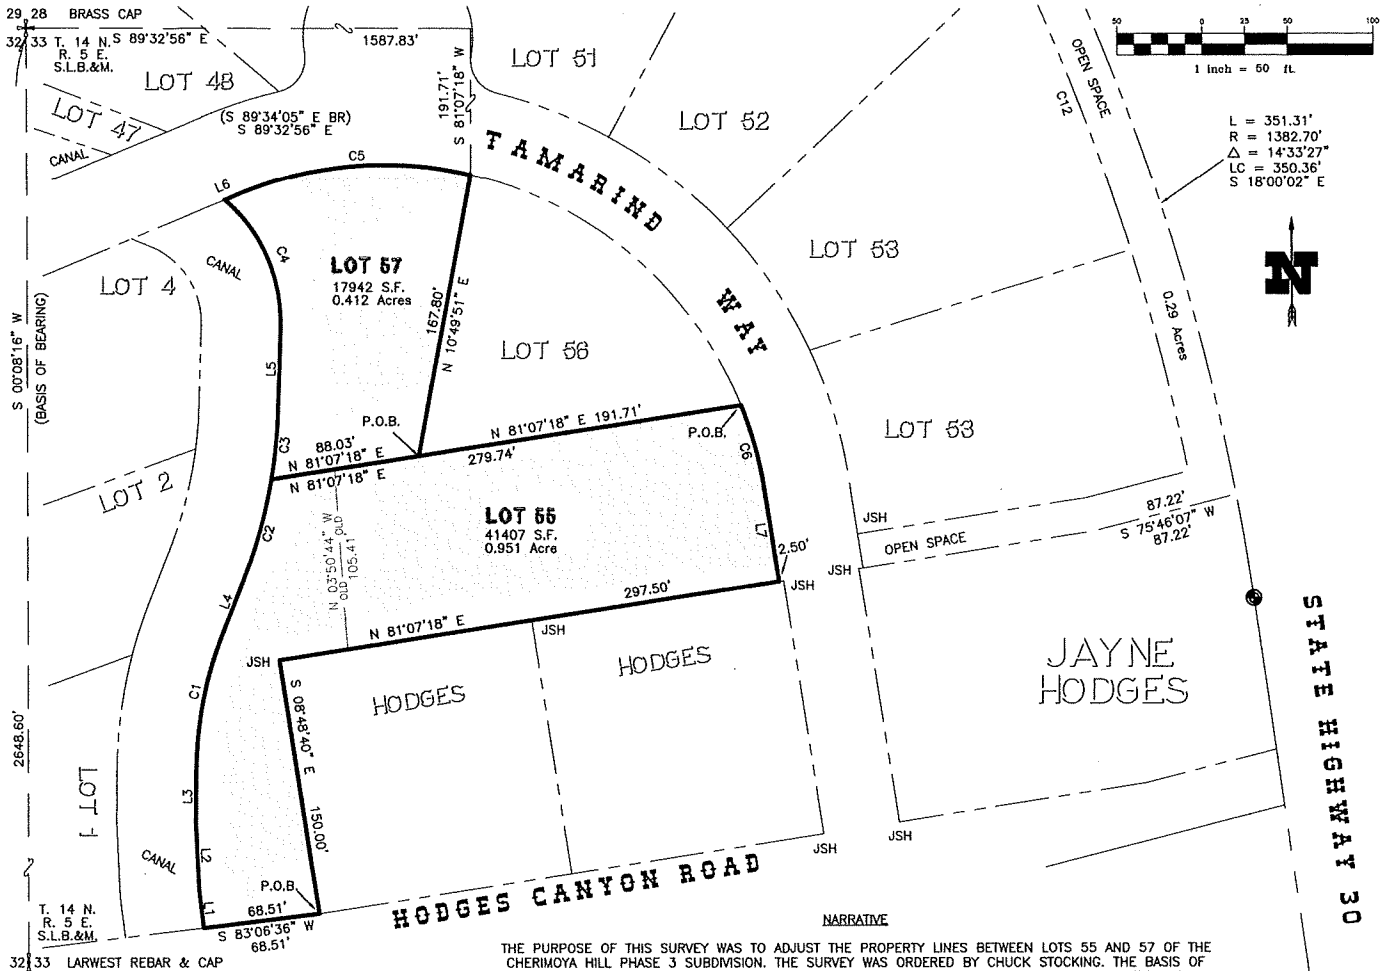 29 28 BRASS CAP
32 33 T. 14 N.
R. 5 E.
S.L.B.&M.
S 89°32'56" E
1587.83'
LOT 48
LOT 47
CANAL
(S 89°34'05" E BR)
S 89°32'56" E
191.71'
S 81°07'18" W
LOT 51
LOT 52
LOT 53
LOT 53
TAMARIND
WAY
OPEN SPACE
C12
0.29 Acres
50 0 25 50 100
1 inch = 50 ft.
L = 351.31'
R = 1382.70'
Δ = 14°33'27"
LC = 350.36'
S 18°00'02" E
N
L6
C5
C4
CANAL
LOT 4
LOT 57
17942 S.F.
0.412 Acres
167.80'
N 10°49'51" E
LOT 56
S 00°08'16" W
(BASIS OF BEARING)
L5
C3
P.O.B.
88.03'
N 81°07'18" E
N 81°07'18" E
N 81°07'18" E 191.71'
279.74'
P.O.B.
C6
LOT 2
C2
N 03°50'44" W
OLD OLD
105.41'
LOT 55
41407 S.F.
0.951 Acre
L7
2.50'
JSH
JSH
JSH
OPEN SPACE
87.22'
S 75°46'07" W
87.22'
L4
297.50'
N 81°07'18" E
JSH
JSH
C1
S 08°48'40" E
150.00'
HODGES
HODGES
JAYNE
HODGES
STATE HIGHWAY 30
2648.60'
LOT 1
L3
L2
CANAL
L1
P.O.B.
68.51'
S 83°06'36" W
68.51'
JSH
JSH
HODGES CANYON ROAD
T. 14 N.
R. 5 E.
S.L.B.&M.
32 33 LARWEST REBAR & CAP
NARRATIVE
THE PURPOSE OF THIS SURVEY WAS TO ADJUST THE PROPERTY LINES BETWEEN LOTS 55 AND 57 OF THE
CHERIMOYA HILL PHASE 3 SUBDIVISION. THE SURVEY WAS ORDERED BY CHUCK STOCKING. THE BASIS OF